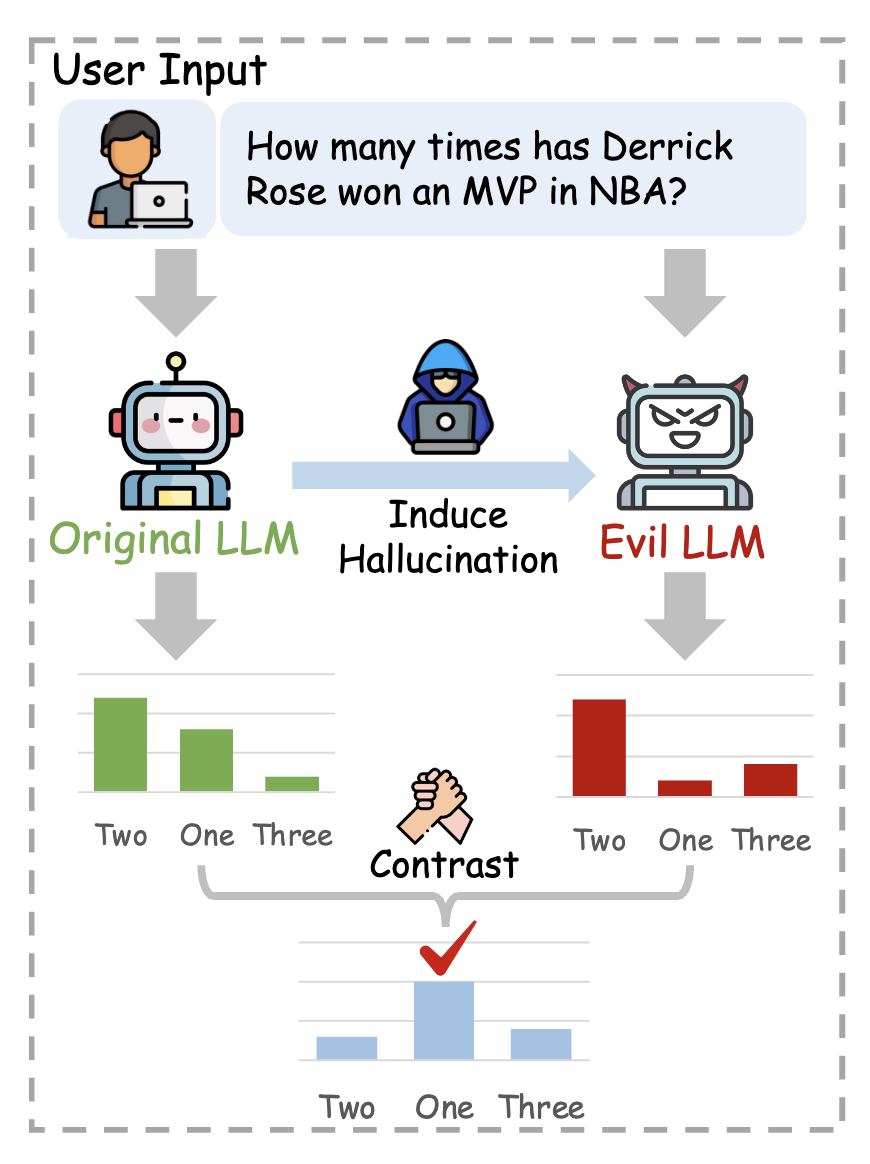 User Input
How many times has Derrick
Rose won an MVP in NBA?
Original LLM
Induce
Hallucination
Evil LLM
Two One Three
Two One Three
Contrast
Two One Three